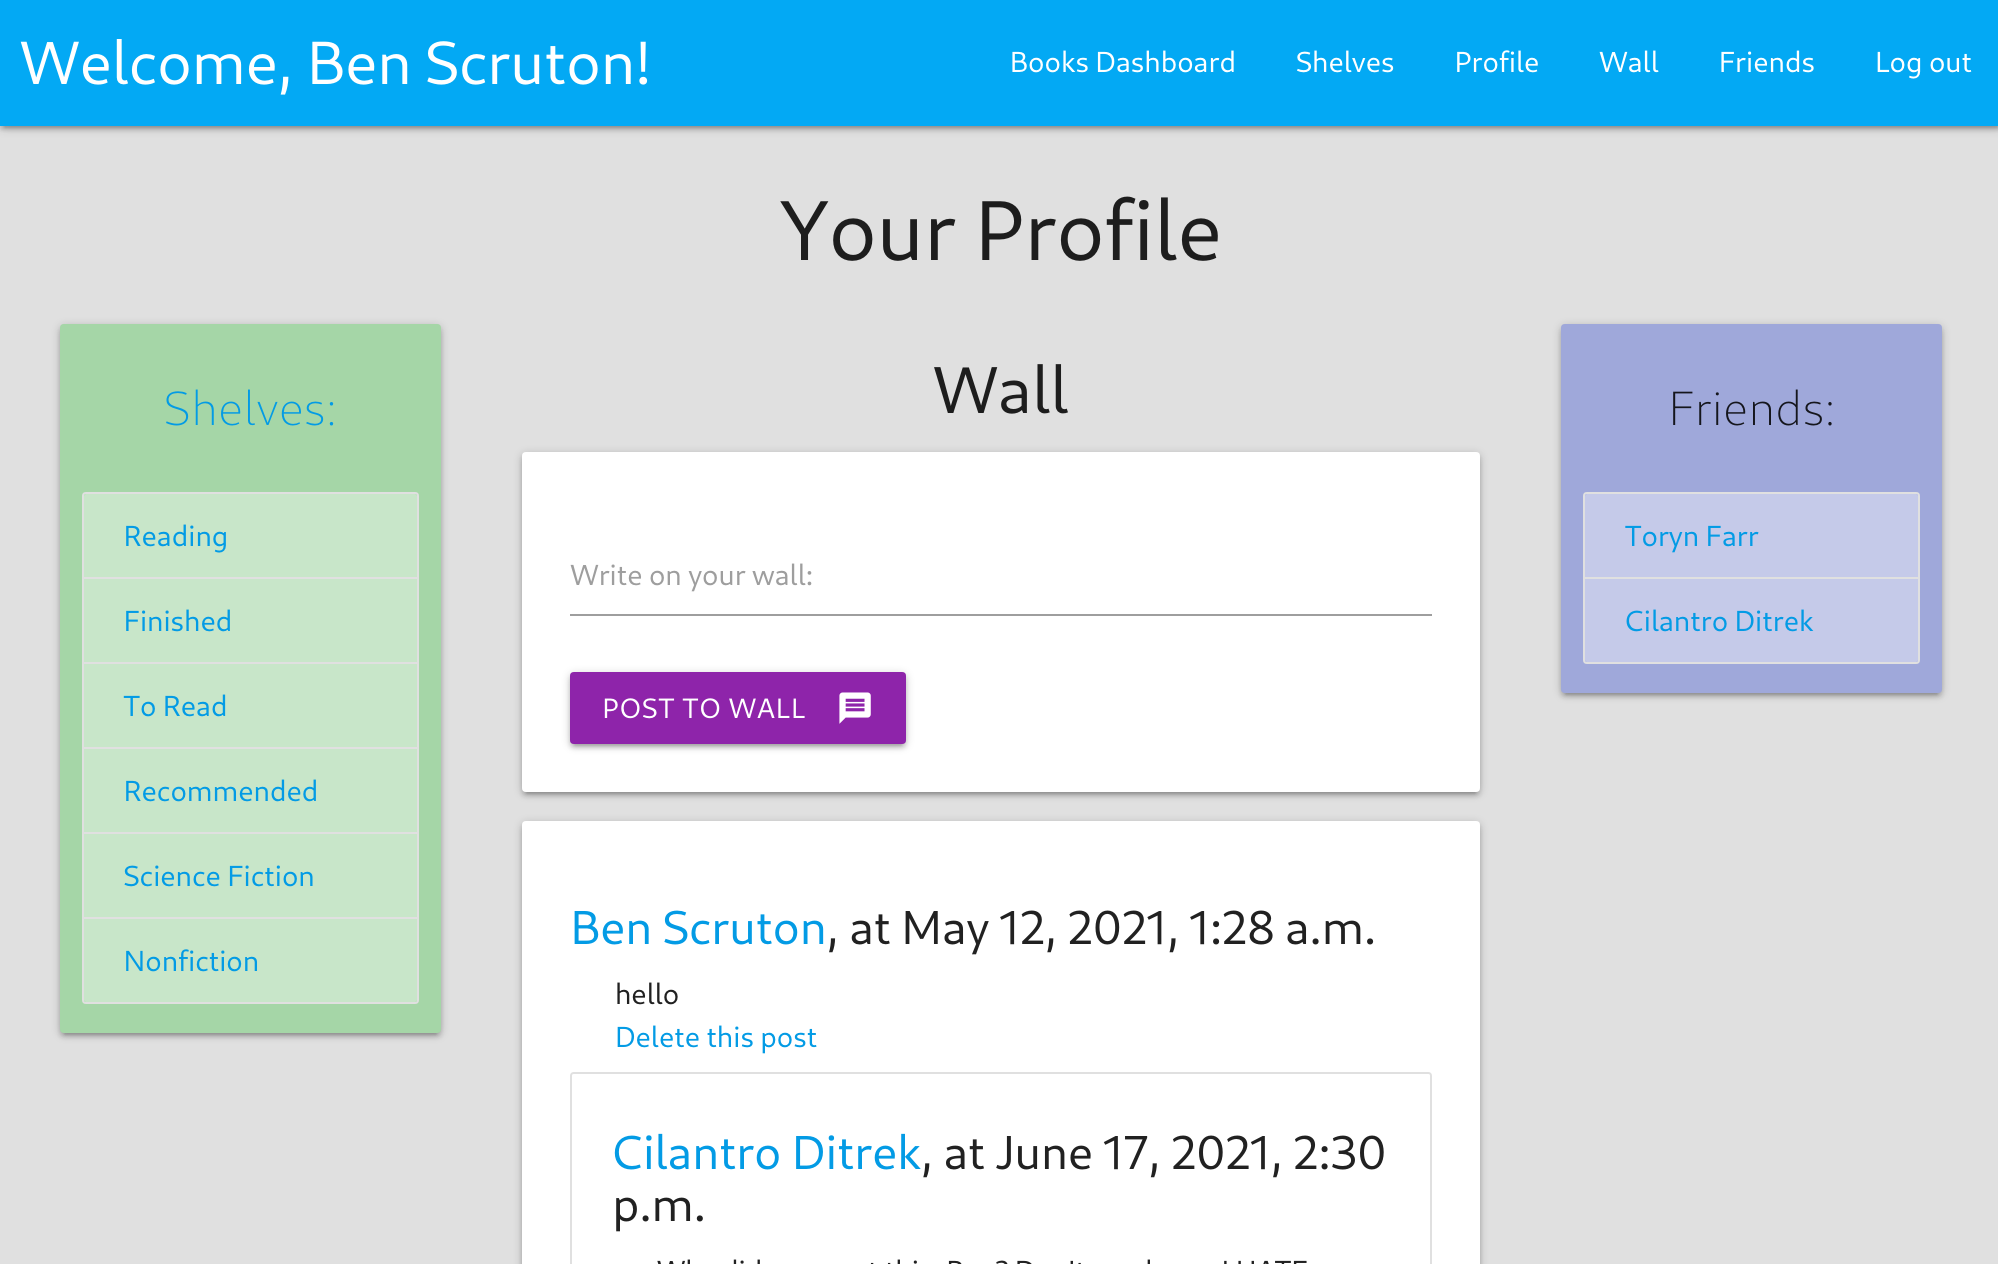 Welcome, Ben Scruton!
Books Dashboard Shelves Profile Wall Friends Log out
Your Profile
Shelves:
Reading
Finished
To Read
Recommended
Science Fiction
Nonfiction
Wall
Write on your wall:
POST TO WALL
Ben Scruton, at May 12, 2021, 1:28 a.m.
hello
Delete this post
Cilantro Ditrek, at June 17, 2021, 2:30
p.m.
Friends:
Toryn Farr
Cilantro Ditrek